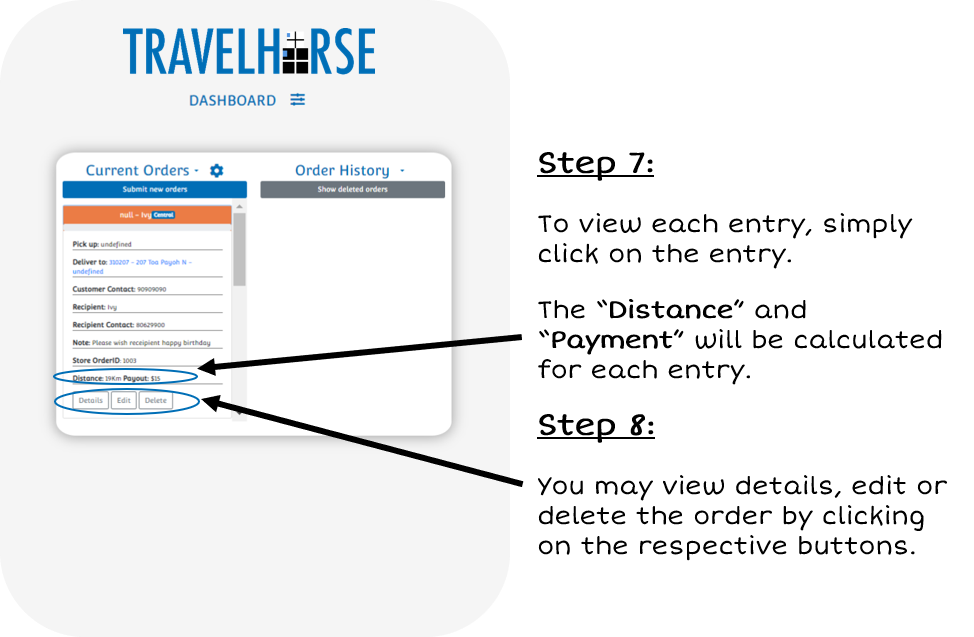 TRAVELHORSE
DASHBOARD
Current Orders
Submit new orders
null - Ivy Central
Pick up: undefined
Deliver to: 310207 - 207 Toa Payoh N -
undefined
Customer Contact: 90909090
Recipient: Ivy
Recipient Contact: 80629900
Note: Please wish receipient happy birthday
Store OrderID: 1003
Distance: 19Km Payout: $15
Details Edit Delete
Order History
Show deleted orders
Step 7:
To view each entry, simply
click on the entry.
The “Distance” and
“Payment” will be calculated
for each entry.
Step 8:
You may view details, edit or
delete the order by clicking
on the respective buttons.